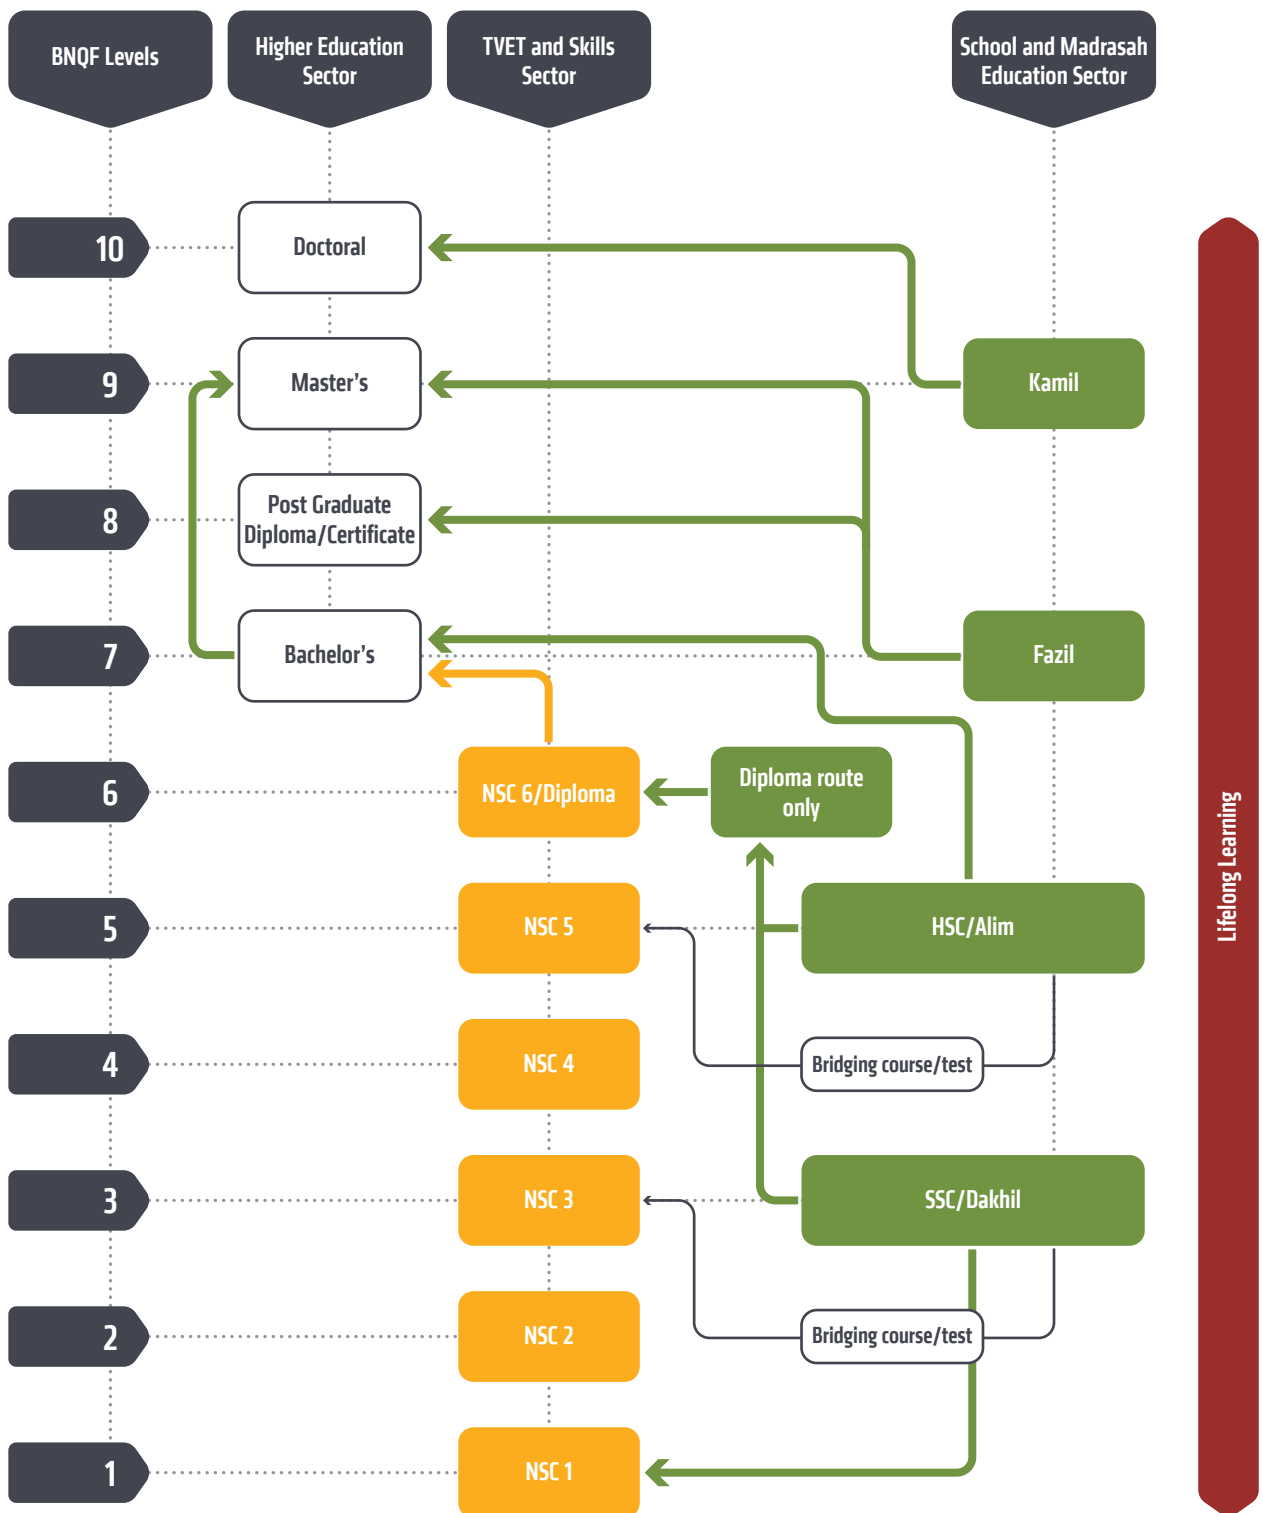 BNQF Levels
Higher Education
Sector
TVET and Skills
Sector
School and Madrasah
Education Sector
10
Doctoral
9
Master's
Kamil
8
Post Graduate
Diploma/Certificate
7
Bachelor's
Fazil
6
NSC 6/Diploma
Diploma route
only
5
NSC 5
HSC/Alim
4
NSC 4
Bridging course/test
3
NSC 3
SSC/Dakhil
2
NSC 2
Bridging course/test
1
NSC 1
Lifelong Learning